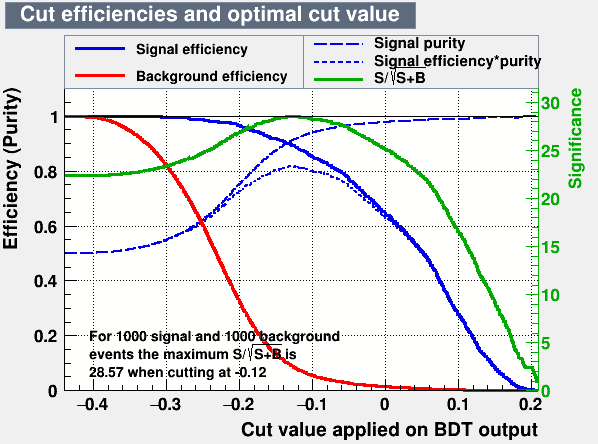 Cut efficiencies and optimal cut value
Signal efficiency
Background efficiency
Signal purity
Signal efficiency*purity
S/√S+B
Efficiency (Purity)
1
0.8
0.6
0.4
0.2
0
Significance
30
25
20
15
10
5
0
For 1000 signal and 1000 background
events the maximum S/√S+B is
28.57 when cutting at -0.12
−0.4 −0.3 −0.2 −0.1 −0 0.1 0.2
Cut value applied on BDT output